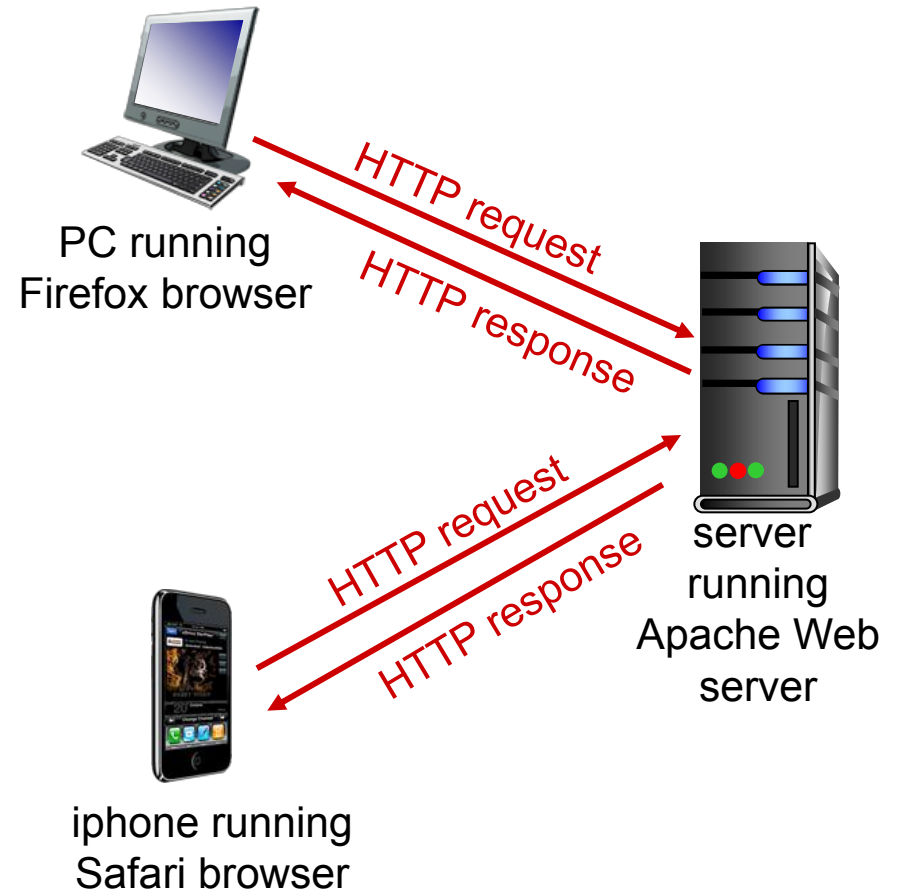 HTTP request
PC running
Firefox browser
HTTP response
HTTP request
server
running
Apache Web
server
HTTP response
iphone running
Safari browser